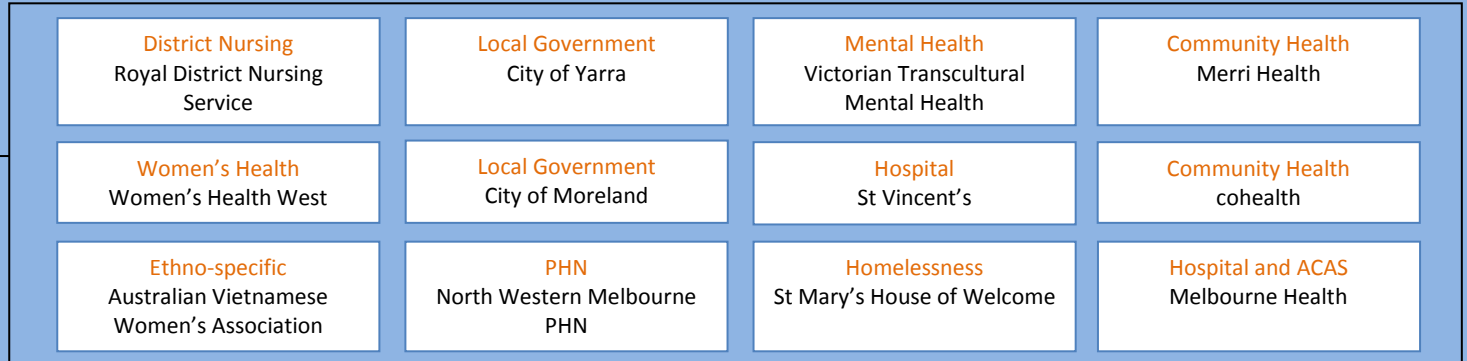 District Nursing
Royal District Nursing
Service
Local Government
City of Yarra
Mental Health
Victorian Transcultural
Mental Health
Community Health
Merri Health
Women’s Health
Women’s Health West
Local Government
City of Moreland
Hospital
St Vincent’s
Community Health
cohealth
Ethno-specific
Australian Vietnamese
Women’s Association
PHN
North Western Melbourne
PHN
Homelessness
St Mary’s House of Welcome
Hospital and ACAS
Melbourne Health